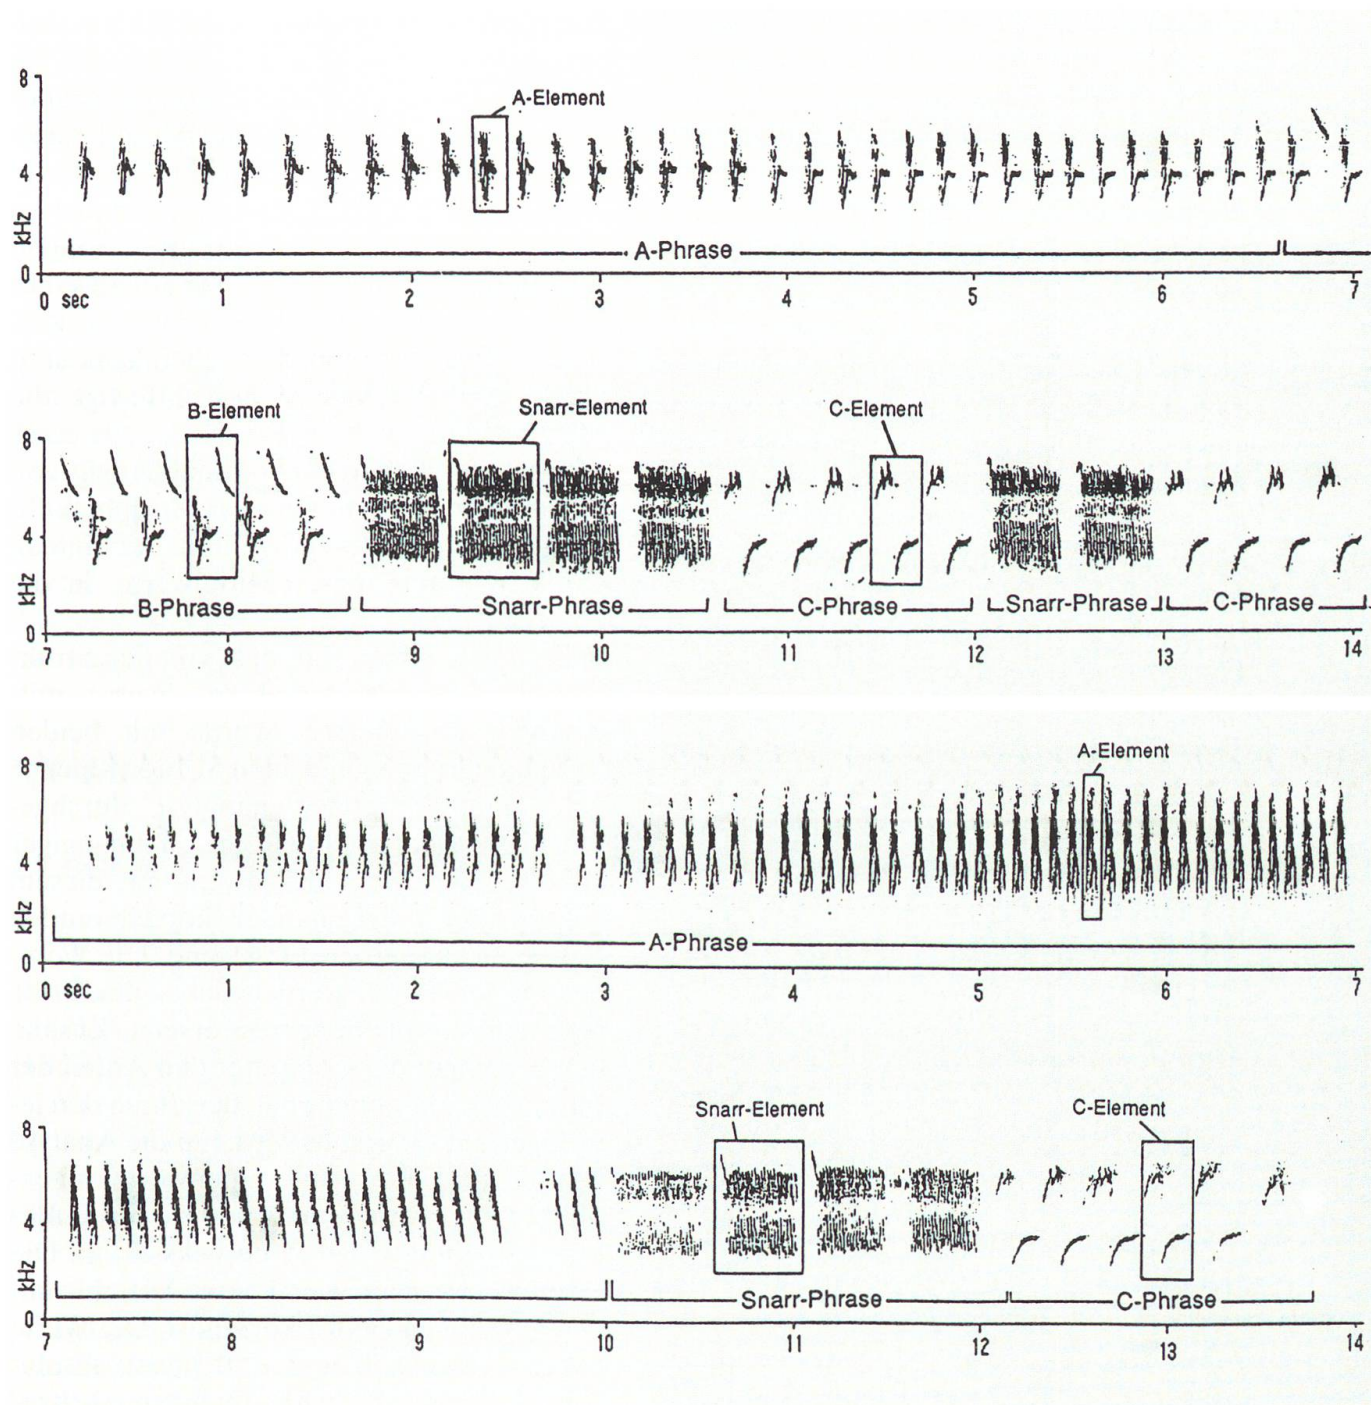 8
A-Element
4
kHz
A-Phrase
0
0 sec 1 2 3 4 5 6 7
B-Element Snarr-Element C-Element
8
4
kHz
B-Phrase Snarr-Phrase C-Phrase Snarr-Phrase C-Phrase
0
7 8 9 10 11 12 13 14
A-Element
8
4
kHz
A-Phrase
0
0 sec 1 2 3 4 5 6 7
Snarr-Element C-Element
8
4
kHz
Snarr-Phrase C-Phrase
0
7 8 9 10 11 12 13 14